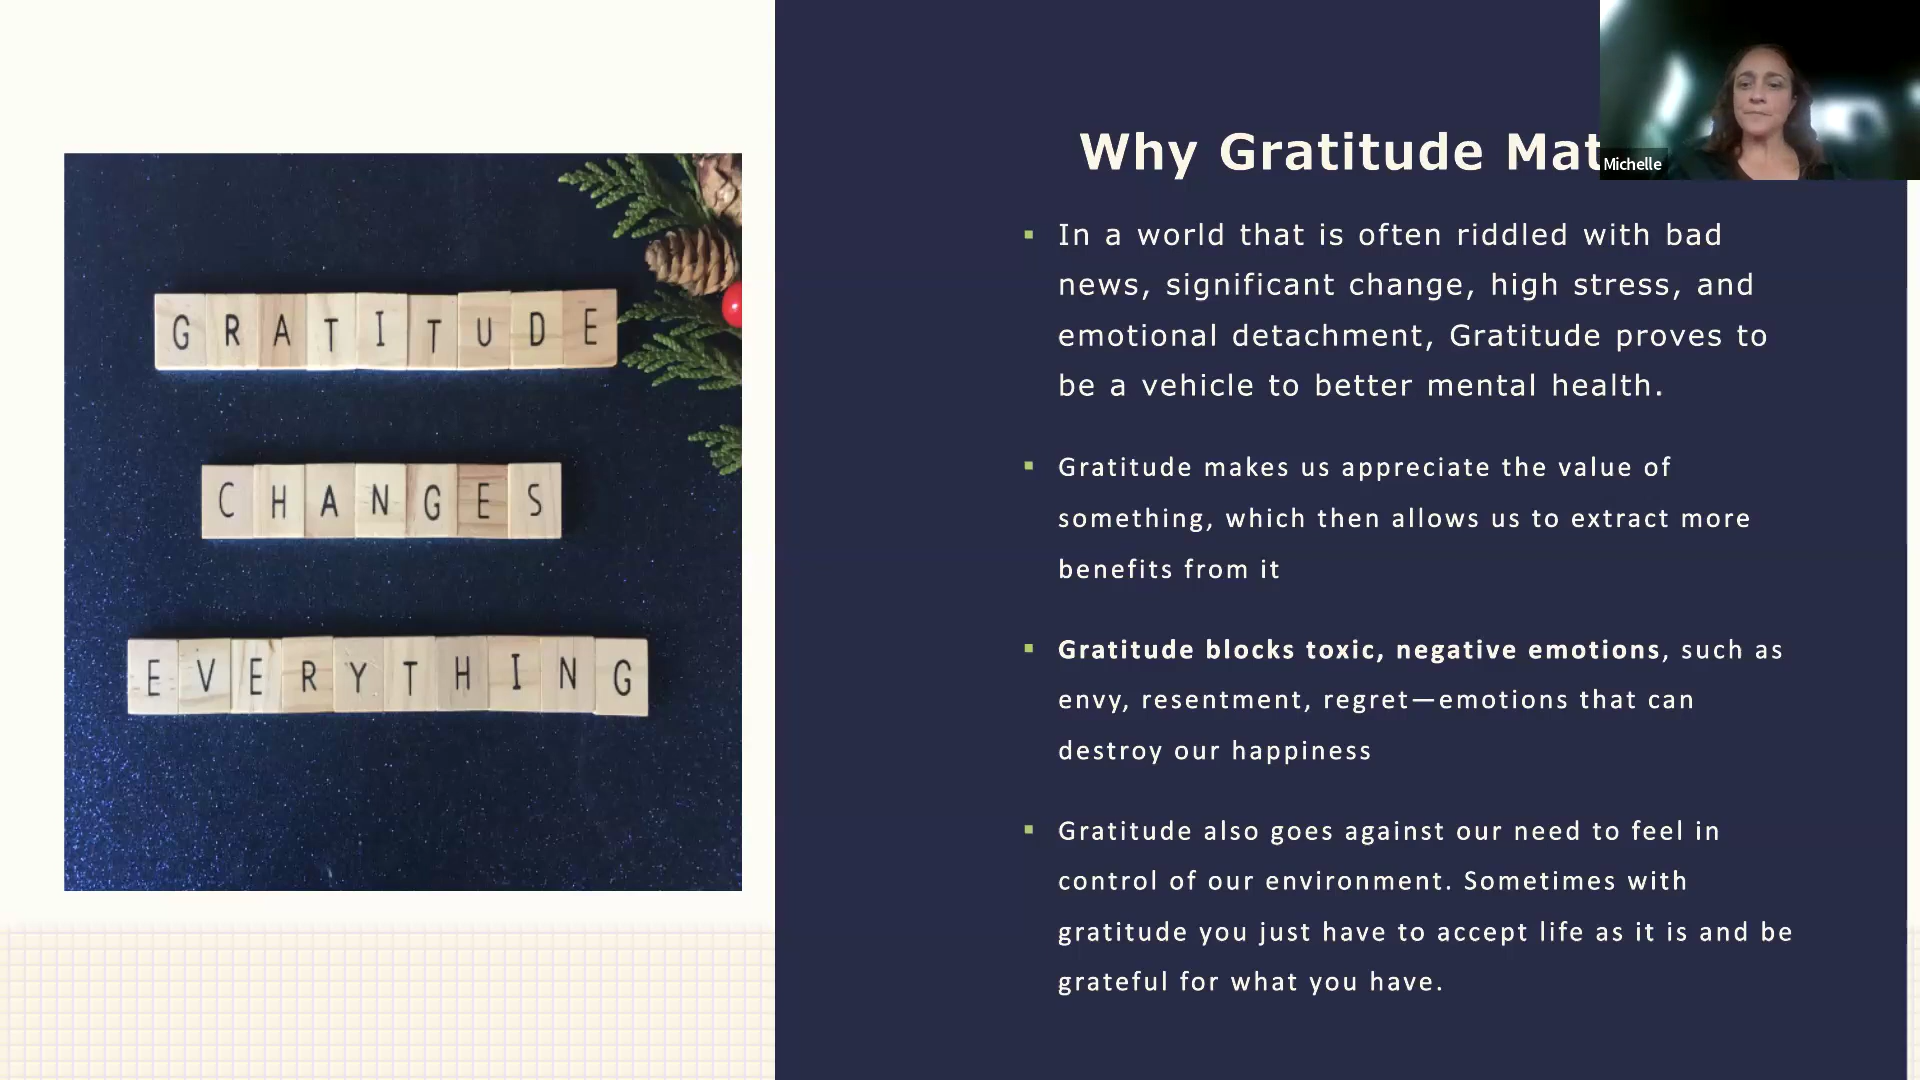 GRATITUDE
CHANGES
EVERYTHING
Why Gratitude Mat
Michelle
▪ In a world that is often riddled with bad
news, significant change, high stress, and
emotional detachment, Gratitude proves to
be a vehicle to better mental health.
▪ Gratitude makes us appreciate the value of
something, which then allows us to extract more
benefits from it
▪ Gratitude blocks toxic, negative emotions, such as
envy, resentment, regret—emotions that can
destroy our happiness
▪ Gratitude also goes against our need to feel in
control of our environment. Sometimes with
gratitude you just have to accept life as it is and be
grateful for what you have.